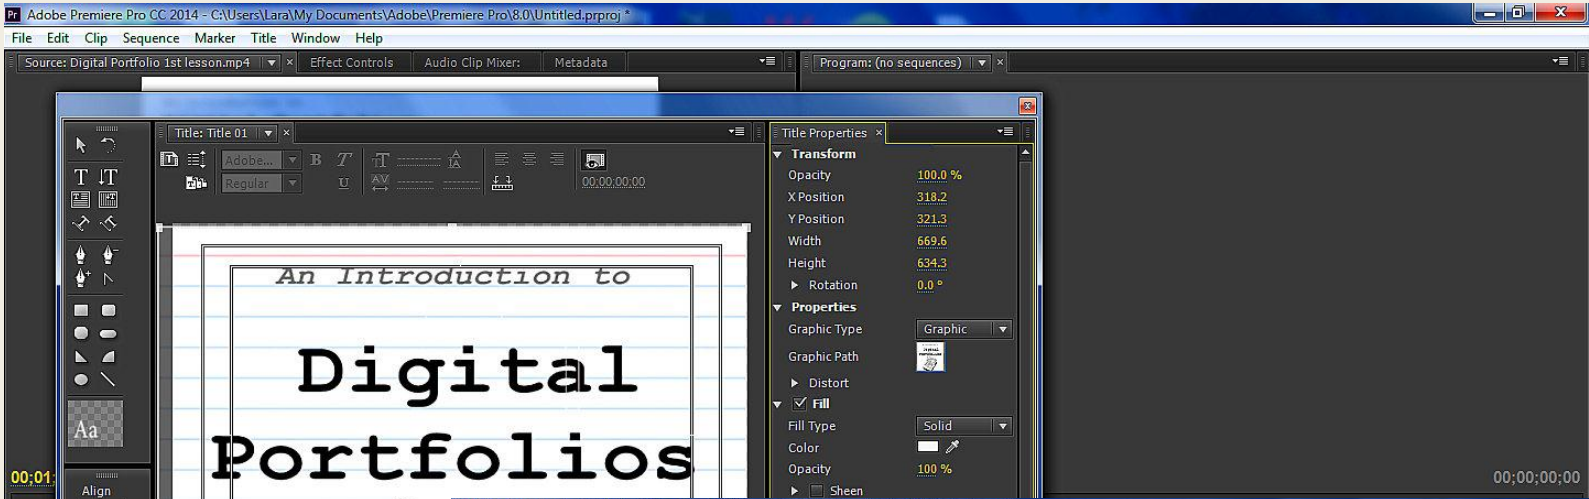 Pr Adobe Premiere Pro CC 2014 - C:\Users\Lara\My Documents\Adobe\Premiere Pro\8.0\Untitled.prproj *
File Edit Clip Sequence Marker Title Window Help
Source: Digital Portfolio 1st lesson.mp4 Effect Controls Audio Clip Mixer: Metadata Program: (no sequences)
Title: Title 01 Title Properties
Transform
Adobe... B T T A
Opacity 100.0 %
Regular U AV 00;00;00;00
X Position 318.2
Y Position 321.3
Width 669.6
Height 634.3
Rotation 0.0 °
Properties
Graphic Type Graphic
Graphic Path
Distort
Fill
Fill Type Solid
Color
Opacity 100 %
Sheen
T T
An Introduction to
Digital
Portfolios
Aa
Align
00;01
00;00;00;00